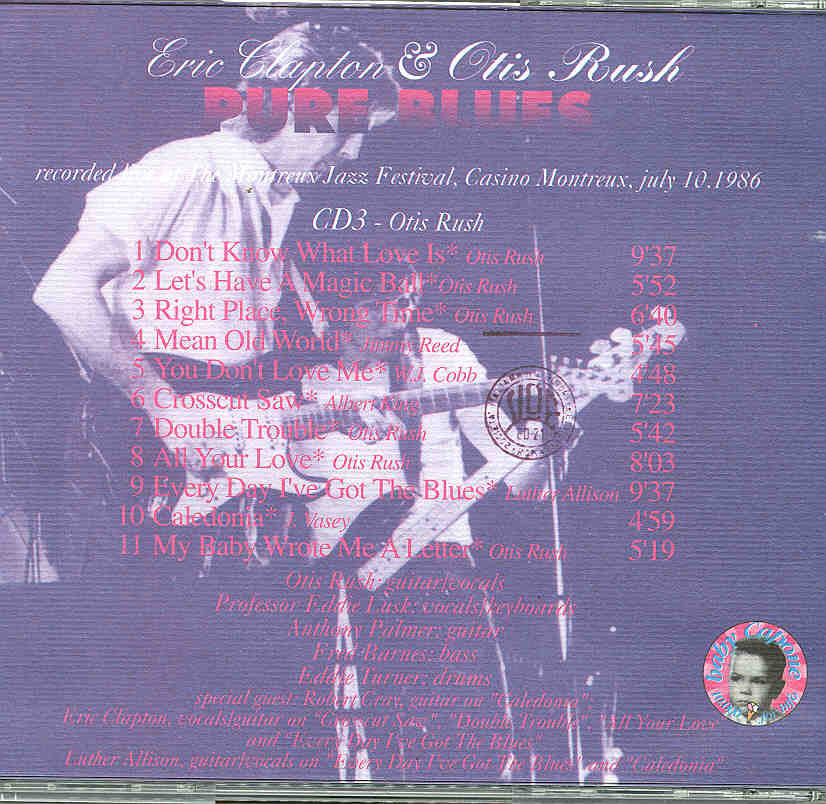 Eric Clapton & Otis Rush
PURE BLUES
recorded live at The Montreux Jazz Festival, Casino Montreux, july 10.1986
CD3 - Otis Rush
1 Don't Know What Love Is* Otis Rush 9'37
2 Let's Have A Magic Ball* Otis Rush 5'52
3 Right Place, Wrong Time* Otis Rush 6'40
4 Mean Old World* Jimmy Reed 5'45
5 You Don't Love Me* W.J. Cobb 4'48
6 Crosscut Saw* Albert King 7'23
7 Double Trouble* Otis Rush 5'42
8 All Your Love* Otis Rush 8'03
9 Every Day I've Got The Blues* Luther Allison 9'37
10 Caledonia* J. Vasey 4'59
11 My Baby Wrote Me A Letter* Otis Rush 5'19
Otis Rush: guitar/vocals
Professor Eddie Lusk: vocals/keyboards
Anthony Palmer: guitar
Fred Barnes: bass
Eddie Turner: drums
special guest: Robert Cray, guitar on "Caledonia"
Eric Clapton, vocals/guitar on "Crosscut Saw", "Double Trouble", "All Your Love"
and "Every Day I've Got The Blues"
Luther Allison, guitar/vocals on "Every Day I've Got The Blues" and "Caledonia"
baby Capone